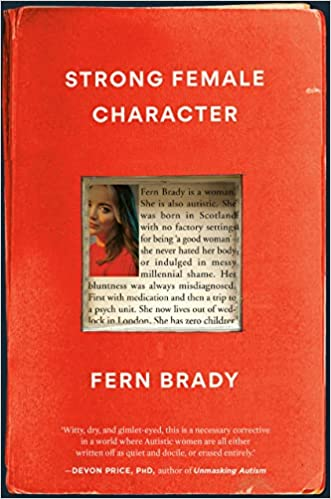 STRONG FEMALE
CHARACTER
Fern Brady is a woman.
She is also autistic. She
was born in Scotland
with no factory settings
for being 'a good woman' –
she never hated her body
or indulged in messy
millennial shame. Her
bluntness was always misdiagnosed.
First with medication and then a trip to
a psych unit. She now lives out of wed-
lock in London. She has zero children
FERN BRADY
'Witty, dry, and gimlet-eyed, this is a necessary corrective
in a world where Autistic women are all either
written off as quiet and docile, or erased entirely.'
—DEVON PRICE, PhD, author of Unmasking Autism